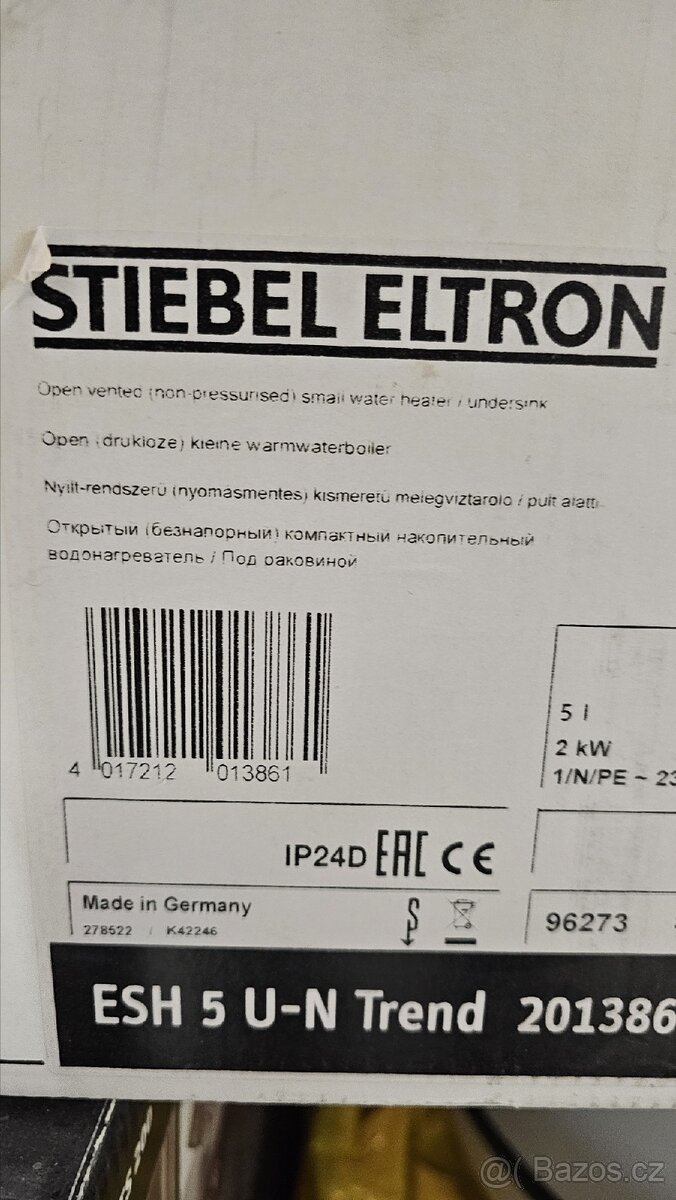 STIEBEL ELTRON
Open vented (non-pressurised) small water heater / undersink
Open (drukloze) kleine warmwaterboiler
Nyílt-rendszerű (nyomásmentes) kisméretű melegvíztároló / pult alatti
Открытый (безнапорный) компактный накопительный
водонагреватель / Под раковиной
4 017212 013861
5 l
2 kW
1/N/PE ~ 23
IP24D EAC CE
Made in Germany
278522 / K42246
96273
ESH 5 U-N Trend 201386
@( Bazos.cz